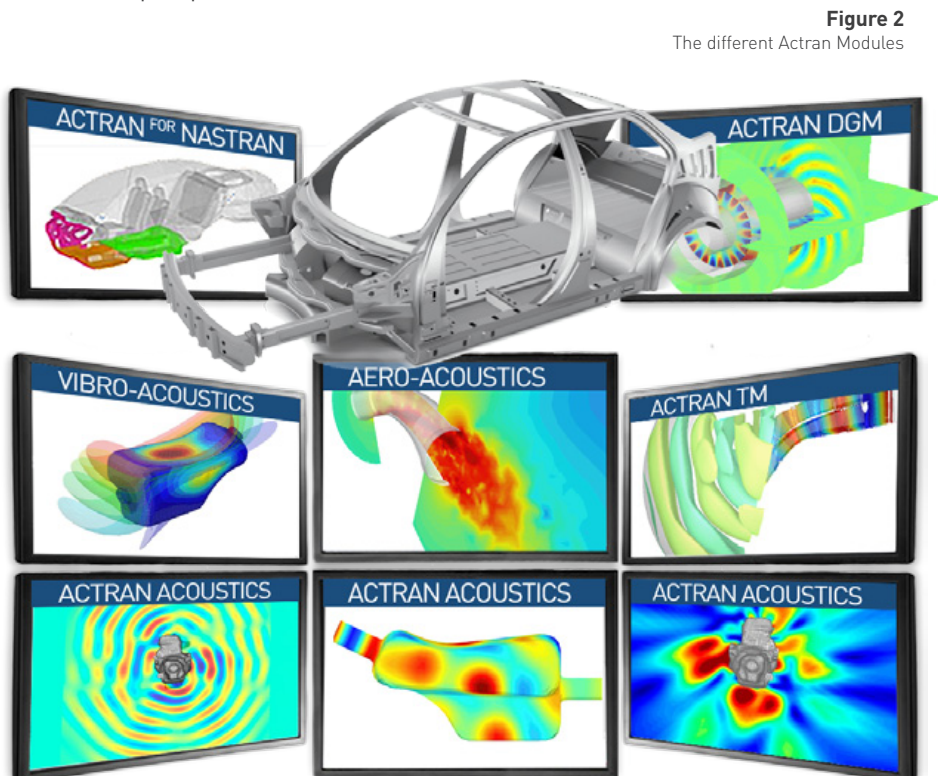 Figure 2
The different Actran Modules
ACTRAN FOR NASTRAN
ACTRAN DGM
VIBRO-ACOUSTICS
AERO-ACOUSTICS
ACTRAN TM
ACTRAN ACOUSTICS
ACTRAN ACOUSTICS
ACTRAN ACOUSTICS